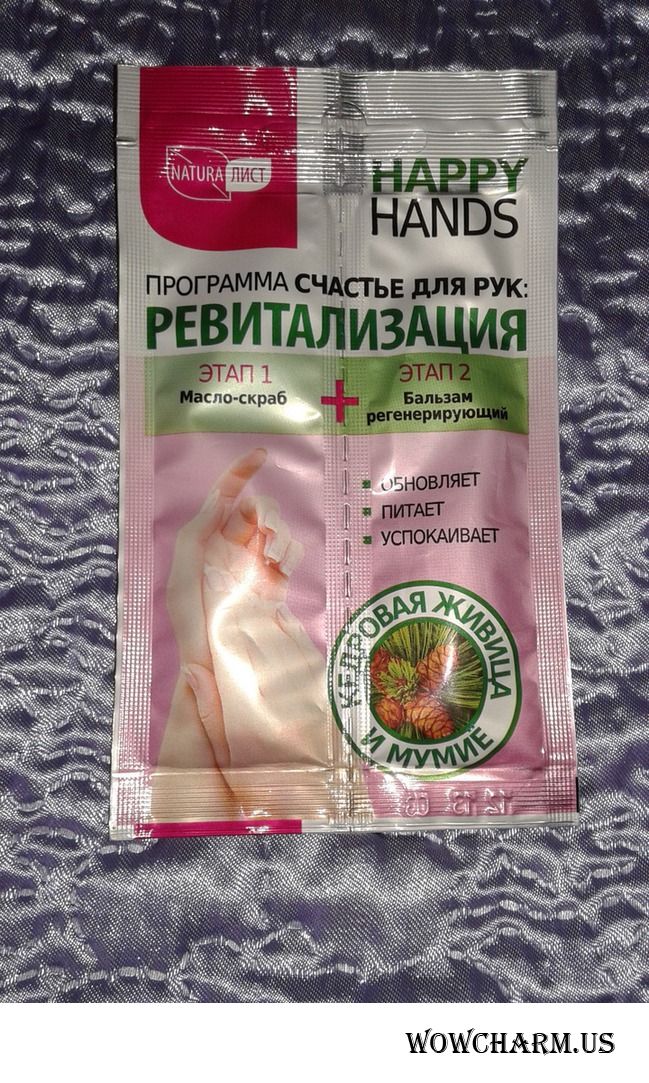 NATURA ЛИСТ
HAPPY
HANDS
ПРОГРАММА СЧАСТЬЕ ДЛЯ РУК:
РЕВИТАЛИЗАЦИЯ
ЭТАП 1
Масло-скраб
+
ЭТАП 2
Бальзам
регенерирующий
ОБНОВЛЯЕТ
ПИТАЕТ
УСПОКАИВАЕТ
КЕДРОВАЯ ЖИВИЦА
И МУМИЁ
WOWCHARM.US